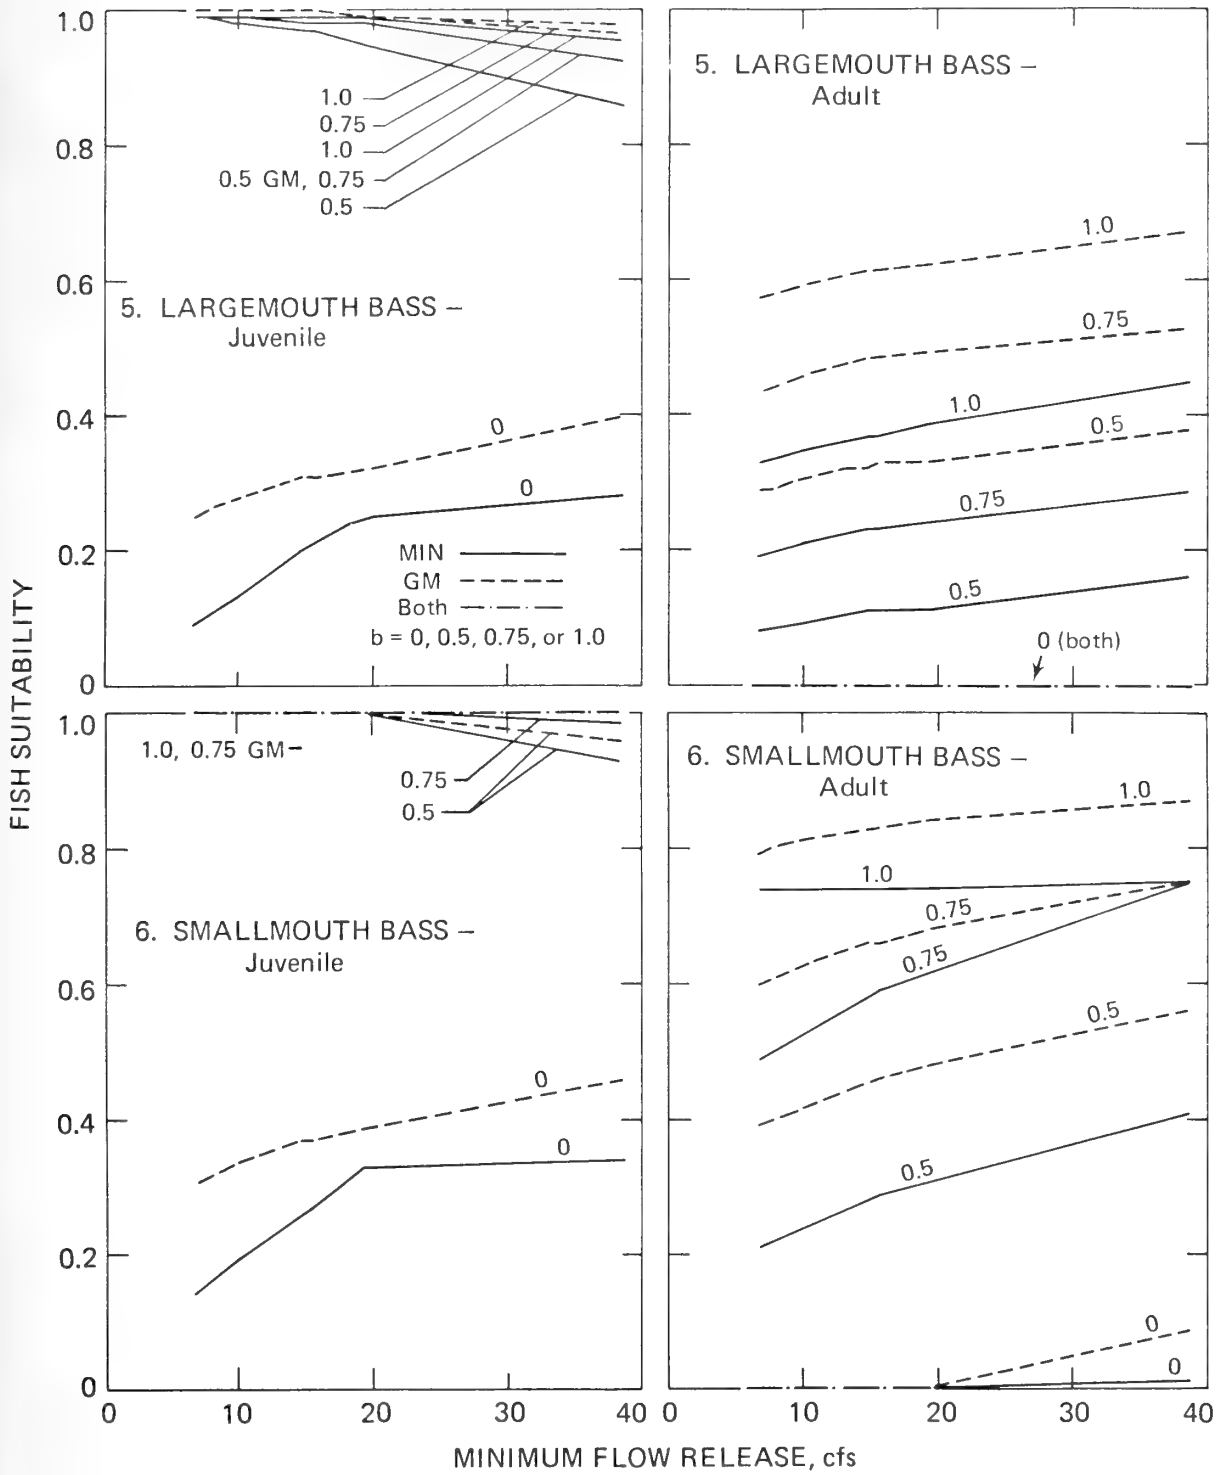 FISH SUITABILITY
1.0
0.8
0.6
0.4
0.2
0
1.0
0.75
1.0
0.5 GM, 0.75
0.5
5. LARGEMOUTH BASS –
Juvenile
0
0
MIN
GM
Both
b = 0, 0.5, 0.75, or 1.0
5. LARGEMOUTH BASS –
Adult
1.0
0.75
1.0
0.5
0.75
0.5
0 (both)
1.0
0.8
0.6
0.4
0.2
0
1.0, 0.75 GM–
0.75
0.5
6. SMALLMOUTH BASS –
Juvenile
0
0
6. SMALLMOUTH BASS –
Adult
1.0
1.0
0.75
0.75
0.5
0.5
0
0
0 10 20 30 40
0 10 20 30 40
MINIMUM FLOW RELEASE, cfs